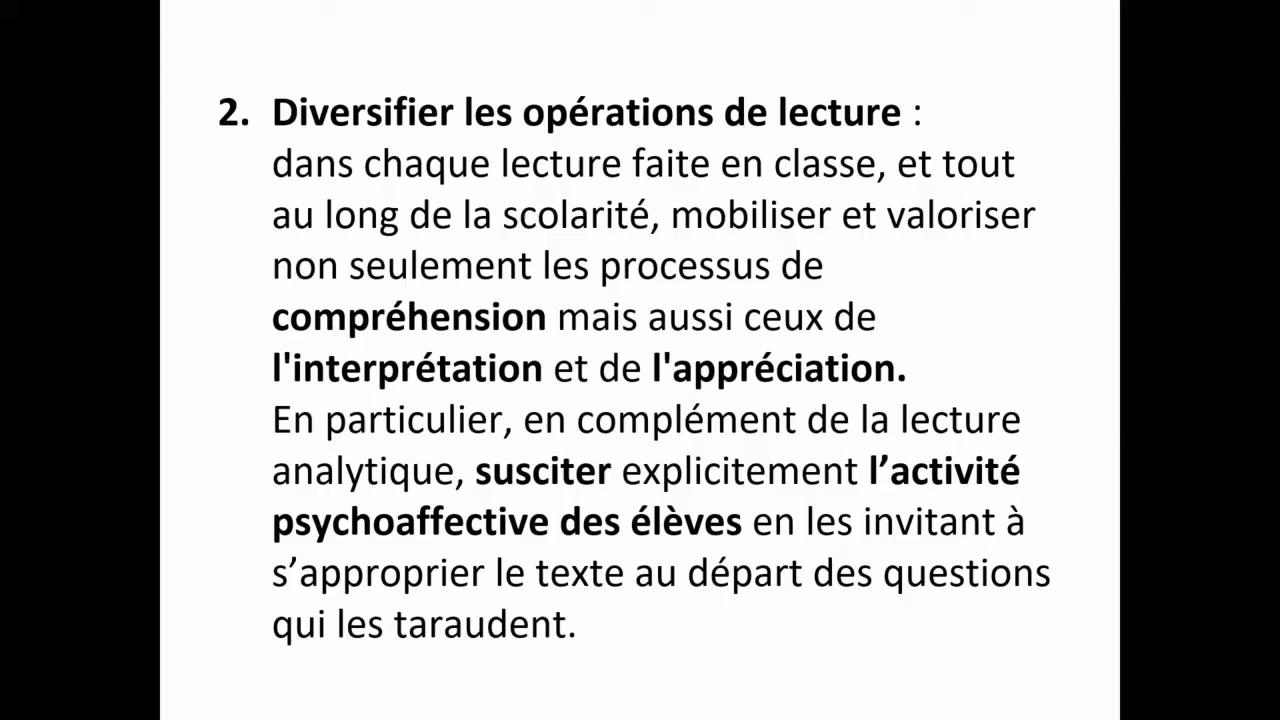 2. Diversifier les opérations de lecture :
dans chaque lecture faite en classe, et tout
au long de la scolarité, mobiliser et valoriser
non seulement les processus de
compréhension mais aussi ceux de
l'interprétation et de l'appréciation.
En particulier, en complément de la lecture
analytique, susciter explicitement l’activité
psychoaffective des élèves en les invitant à
s’approprier le texte au départ des questions
qui les taraudent.